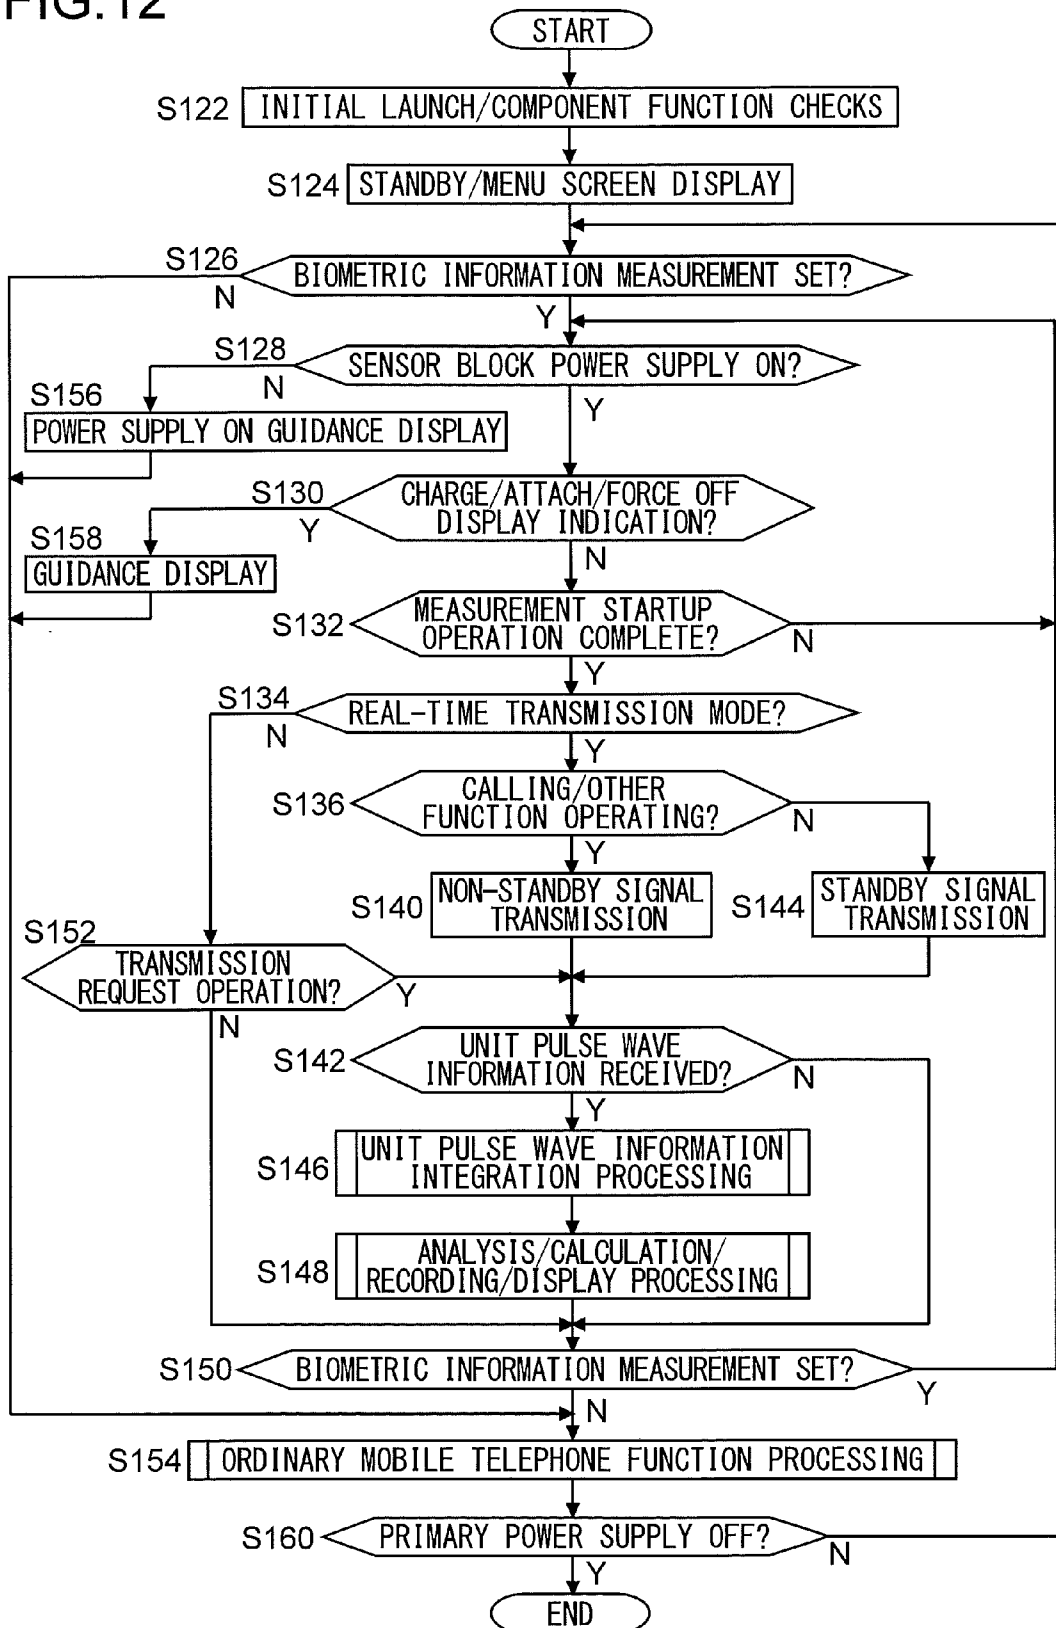 FIG.12
START
S122 INITIAL LAUNCH/COMPONENT FUNCTION CHECKS
S124 STANDBY/MENU SCREEN DISPLAY
S126 BIOMETRIC INFORMATION MEASUREMENT SET?
N
Y
S128 SENSOR BLOCK POWER SUPPLY ON?
N
Y
S156
POWER SUPPLY ON GUIDANCE DISPLAY
S130 CHARGE/ATTACH/FORCE OFF
DISPLAY INDICATION?
Y
N
S158
GUIDANCE DISPLAY
S132 MEASUREMENT STARTUP
OPERATION COMPLETE?
N
Y
S134 REAL-TIME TRANSMISSION MODE?
N
Y
S136 CALLING/OTHER
FUNCTION OPERATING?
N
Y
S140 NON-STANDBY SIGNAL
TRANSMISSION
S144 STANDBY SIGNAL
TRANSMISSION
S152
TRANSMISSION
REQUEST OPERATION?
Y
N
S142 UNIT PULSE WAVE
INFORMATION RECEIVED?
N
Y
S146 UNIT PULSE WAVE INFORMATION
INTEGRATION PROCESSING
S148 ANALYSIS/CALCULATION/
RECORDING/DISPLAY PROCESSING
S150 BIOMETRIC INFORMATION MEASUREMENT SET?
Y
N
S154 ORDINARY MOBILE TELEPHONE FUNCTION PROCESSING
S160 PRIMARY POWER SUPPLY OFF?
N
Y
END